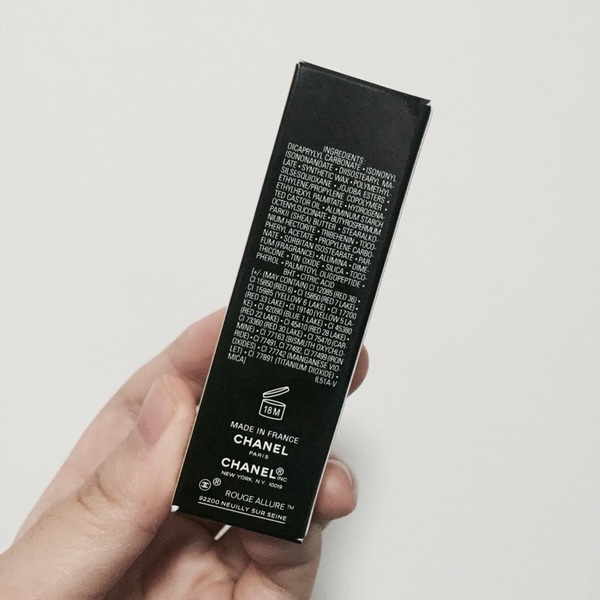 INGREDIENTS:
DICAPRYLYL CARBONATE • ISONONYL
ISONONANOATE • DIISOSTEARYL MA-
LATE • SYNTHETIC WAX • POLYMETHYL-
SILSESQUIOXANE • JOJOBA ESTERS •
ETHYLENE/PROPYLENE COPOLYMER •
ETHYLHEXYL PALMITATE • HYDROGENA-
TED CASTOR OIL • ALUMINUM STARCH
OCTENYLSUCCINATE • BUTYROSPERMUM
PARKII (SHEA) BUTTER • STEARALKO-
NIUM HECTORITE • TRIBEHENIN • TOCO-
PHERYL ACETATE • PROPYLENE CARBO-
NATE • SORBITAN ISOSTEARATE • PAR-
FUM (FRAGRANCE) • ALUMINA • DIME-
THICONE • TIN OXIDE • SILICA • TOCO-
PHEROL • PALMITOYL OLIGOPEPTIDE •
BHT • CITRIC ACID
[+/- (MAY CONTAIN) CI 12085 (RED 36) •
CI 15850 (RED 6) • CI 15850 (RED 7 LAKE) •
CI 15985 (YELLOW 6 LAKE) • CI 17200
(RED 33 LAKE) • CI 19140 (YELLOW 5 LA-
KE) • CI 42090 (BLUE 1 LAKE) • CI 45380
(RED 22 LAKE) • CI 45410 (RED 28 LAKE) •
CI 73360 (RED 30 LAKE) • CI 75470 (CAR-
MINE) • CI 77163 (BISMUTH OXYCHLO-
RIDE) • CI 77491, CI 77492, CI 77499 (IRON
OXIDES) • CI 77742 (MANGANESE VIO-
LET) • CI 77891 (TITANIUM DIOXIDE) •
MICA]
IL51A-V
18 M
MADE IN FRANCE
CHANEL
PARIS
CHANEL® INC
NEW YORK, N.Y. 10019
®
ROUGE ALLURE ™
92200 NEUILLY SUR SEINE